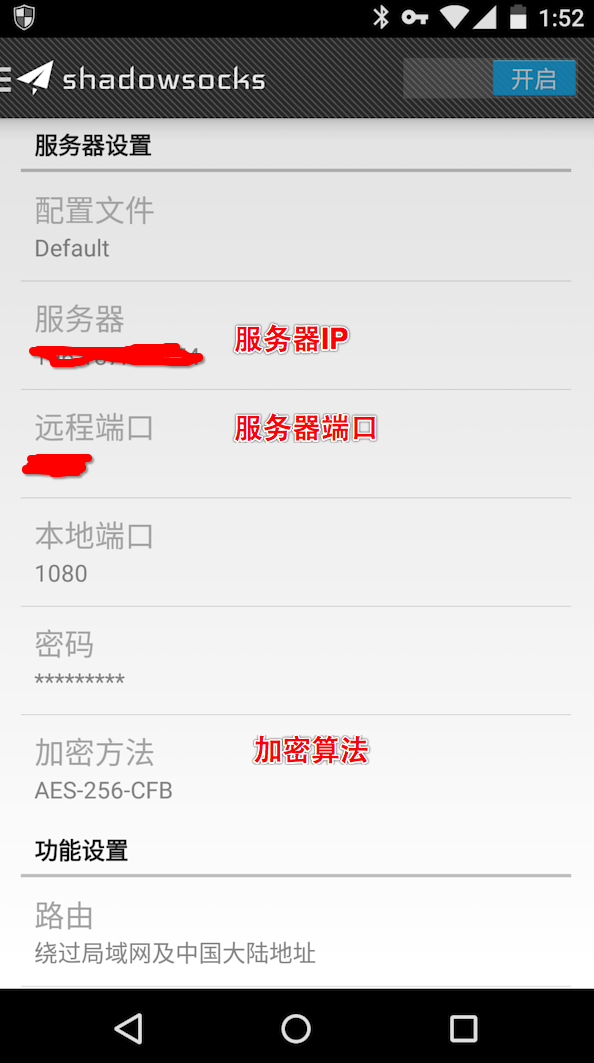 1:52
shadowsocks
开启
服务器设置
配置文件
Default
服务器
服务器IP
远程端口
服务器端口
本地端口
1080
密码
*********
加密方法
加密算法
AES-256-CFB
功能设置
路由
绕过局域网及中国大陆地址